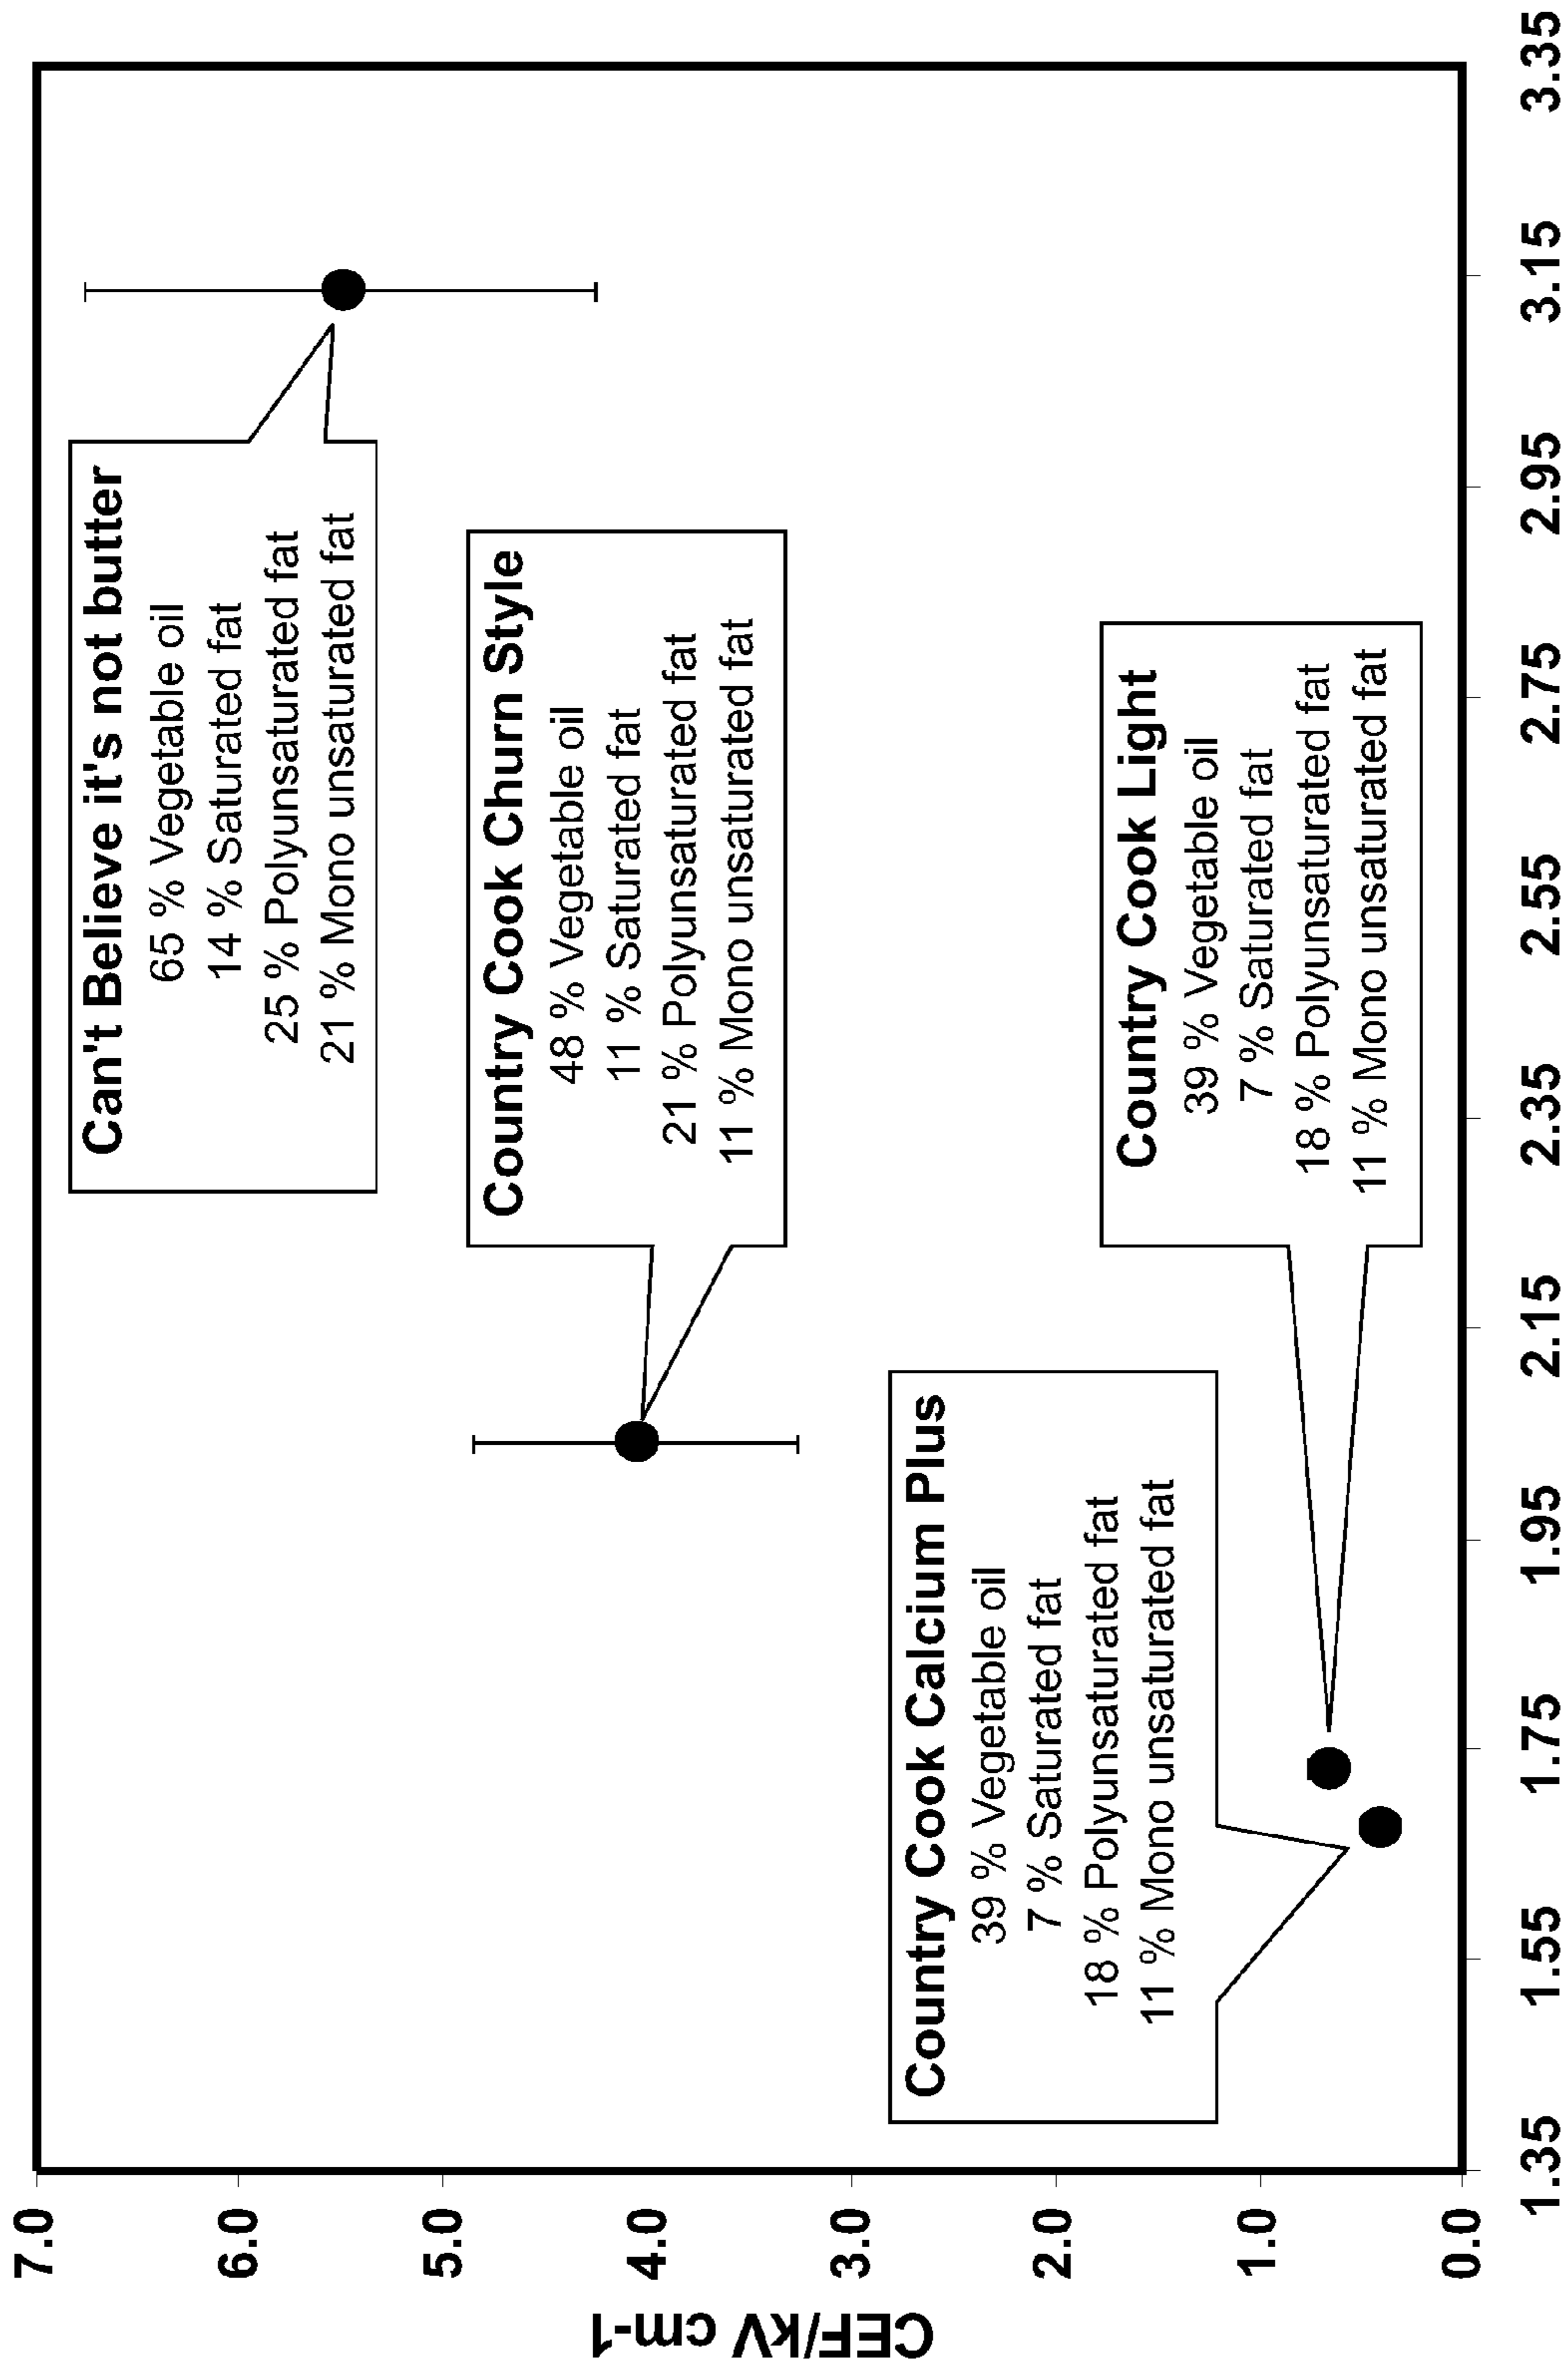 7.0
6.0
5.0
4.0
3.0
2.0
1.0
0.0
CEF/kV cm-1
Can't Believe it's not butter
65 % Vegetable oil
14 % Saturated fat
25 % Polyunsaturated fat
21 % Mono unsaturated fat
Country Cook Churn Style
48 % Vegetable oil
11 % Saturated fat
21 % Polyunsaturated fat
11 % Mono unsaturated fat
Country Cook Calcium Plus
39 % Vegetable oil
7 % Saturated fat
18 % Polyunsaturated fat
11 % Mono unsaturated fat
Country Cook Light
39 % Vegetable oil
7 % Saturated fat
18 % Polyunsaturated fat
11 % Mono unsaturated fat
1.35 1.55 1.75 1.95 2.15 2.35 2.55 2.75 2.95 3.15 3.35